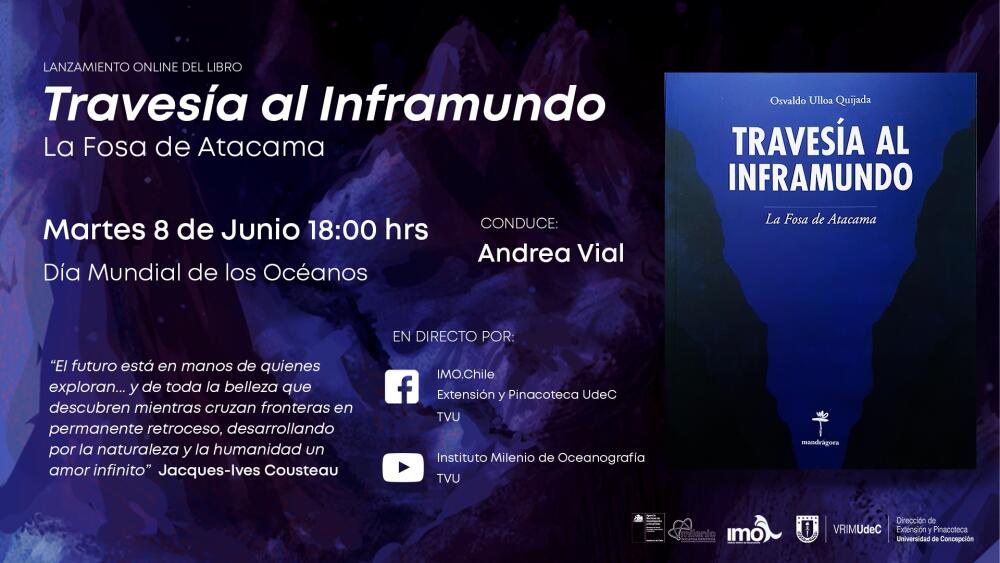 LANZAMIENTO ONLINE DEL LIBRO
Travesía al Inframundo
La Fosa de Atacama
Martes 8 de Junio 18:00 hrs
Día Mundial de los Océanos
CONDUCE:
Andrea Vial
EN DIRECTO POR:
IMO.Chile
Extensión y Pinacoteca UdeC
TVU
Instituto Milenio de Oceanografía
TVU
“El futuro está en manos de quienes
exploran... y de toda la belleza que
descubren mientras cruzan fronteras en
permanente retroceso, desarrollando
por la naturaleza y la humanidad un
amor infinito” Jacques-Ives Cousteau
Osvaldo Ulloa Quijada
TRAVESÍA AL
INFRAMUNDO
La Fosa de Atacama
mandrágora
milenio
imo
VRIMUdeC
Dirección de
Extensión y Pinacoteca
Universidad de Concepción